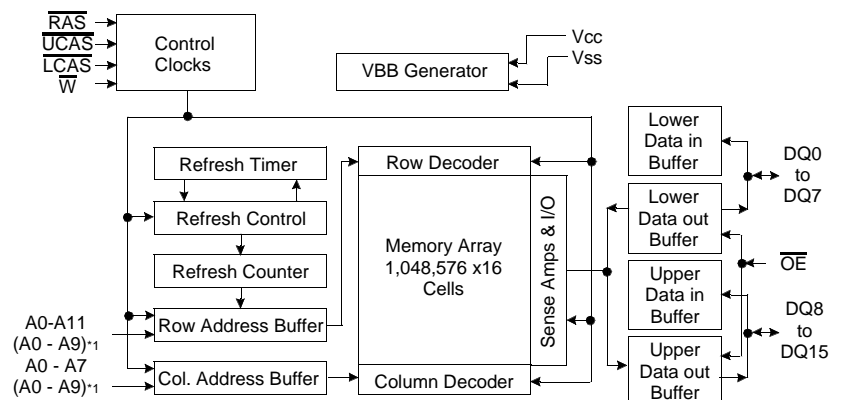 RAS
UCAS
LCAS
W
Control
Clocks
VBB Generator
Vcc
Vss
Refresh Timer
Refresh Control
Refresh Counter
Row Address Buffer
Col. Address Buffer
A0-A11
(A0 - A9)*1
A0 - A7
(A0 - A9)*1
Row Decoder
Memory Array
1,048,576 x16
Cells
Column Decoder
Sense Amps & I/O
Lower
Data in
Buffer
Lower
Data out
Buffer
Upper
Data in
Buffer
Upper
Data out
Buffer
DQ0
to
DQ7
OE
DQ8
to
DQ15